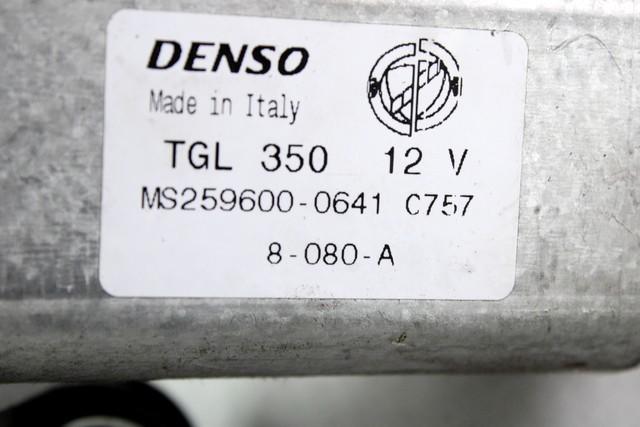 DENSO
Made in Italy
TGL 350 12 V
MS259600-0641 C757
8-080-A